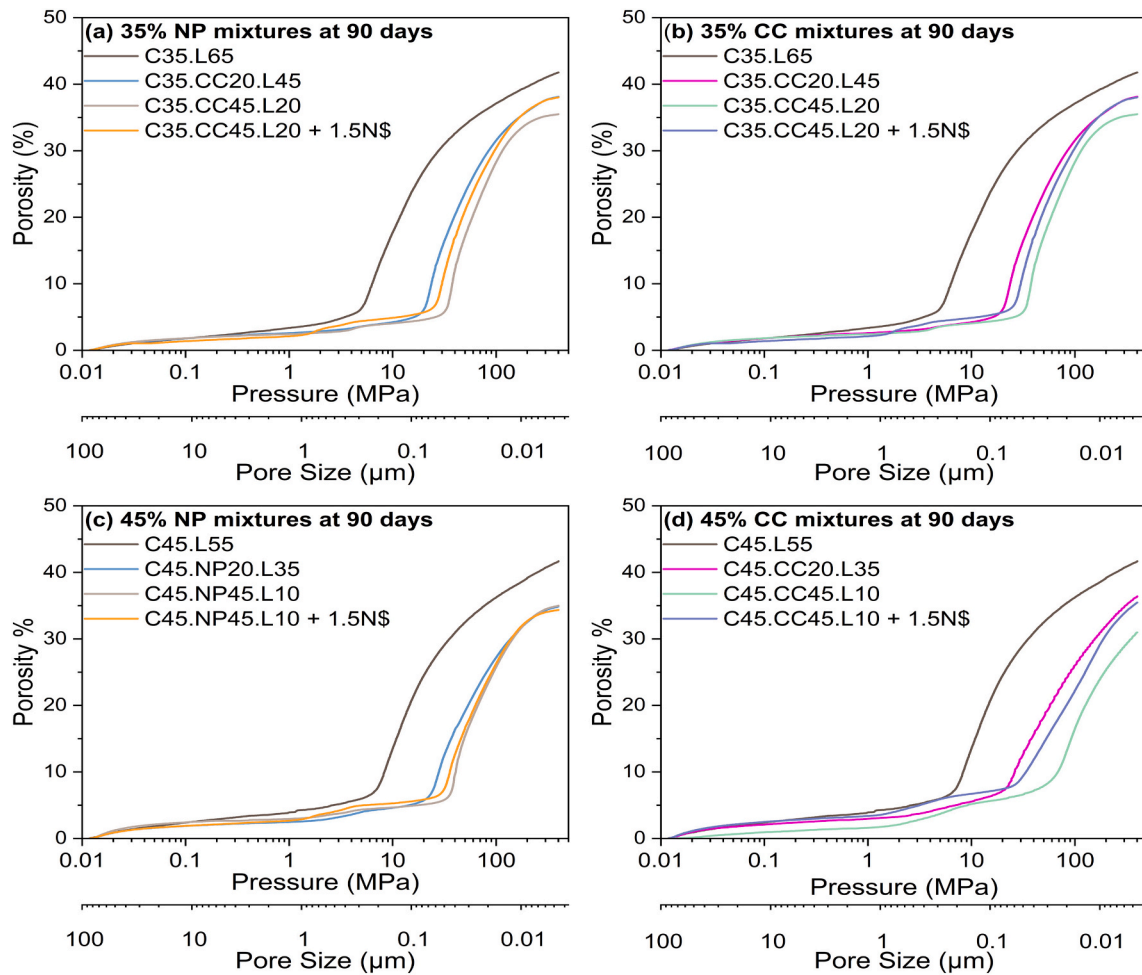 (a) 35% NP mixtures at 90 days
C35.L65
C35.CC20.L45
C35.CC45.L20
C35.CC45.L20 + 1.5N$
Porosity (%)
50
40
30
20
10
0
0.01 0.1 1 10 100
Pressure (MPa)
100 10 1 0.1 0.01
Pore Size (µm)
(b) 35% CC mixtures at 90 days
C35.L65
C35.CC20.L45
C35.CC45.L20
C35.CC45.L20 + 1.5N$
Porosity (%)
50
40
30
20
10
0
0.01 0.1 1 10 100
Pressure (MPa)
100 10 1 0.1 0.01
Pore Size (µm)
(c) 45% NP mixtures at 90 days
C45.L55
C45.NP20.L35
C45.NP45.L10
C45.NP45.L10 + 1.5N$
Porosity %
50
40
30
20
10
0
0.01 0.1 1 10 100
Pressure (MPa)
100 10 1 0.1 0.01
Pore Size (µm)
(d) 45% CC mixtures at 90 days
C45.L55
C45.CC20.L35
C45.CC45.L10
C45.CC45.L10 + 1.5N$
Porosity %
50
40
30
20
10
0
0.01 0.1 1 10 100
Pressure (MPa)
100 10 1 0.1 0.01
Pore Size (µm)